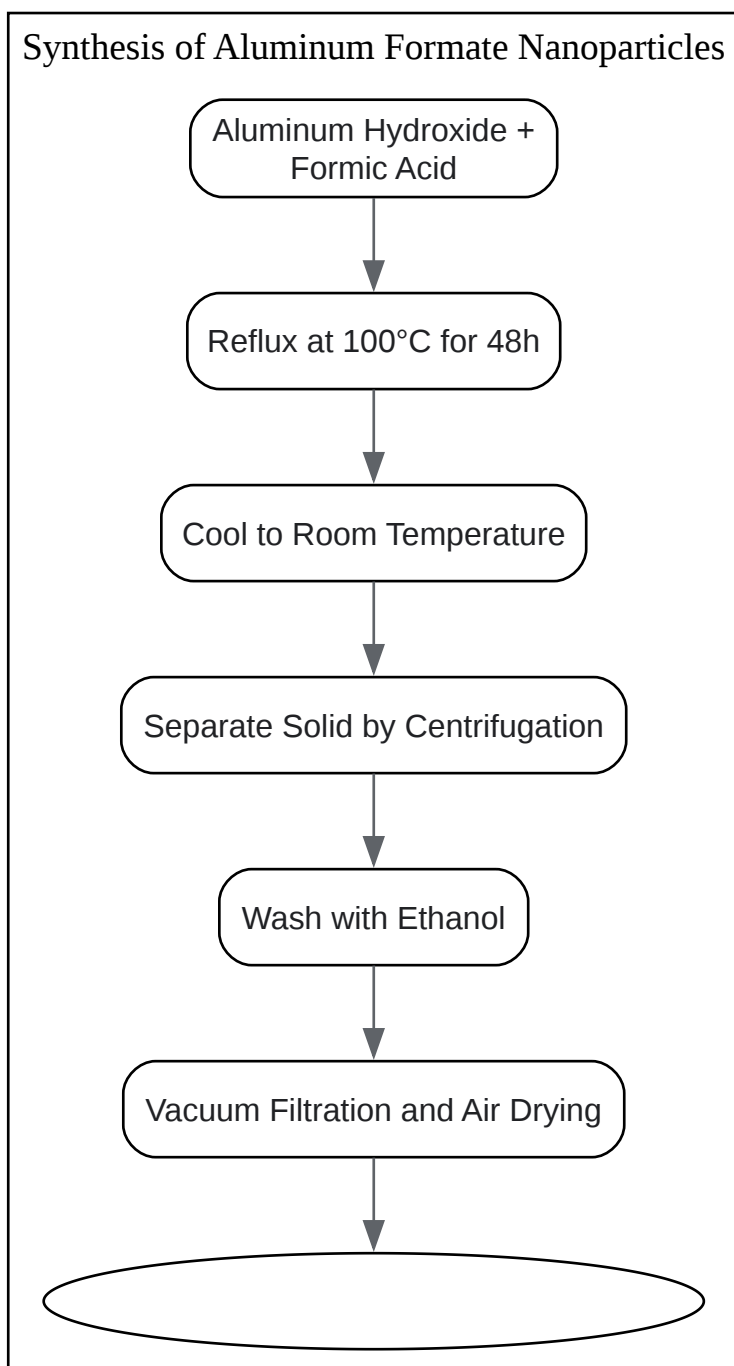 Synthesis of Aluminum Formate Nanoparticles
Aluminum Hydroxide +
Formic Acid
Reflux at 100°C for 48h
Cool to Room Temperature
Separate Solid by Centrifugation
Wash with Ethanol
Vacuum Filtration and Air Drying